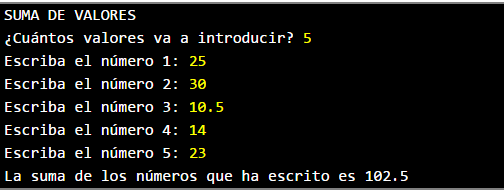 SUMA DE VALORES
¿Cuántos valores va a introducir? 5
Escriba el número 1: 25
Escriba el número 2: 30
Escriba el número 3: 10.5
Escriba el número 4: 14
Escriba el número 5: 23
La suma de los números que ha escrito es 102.5